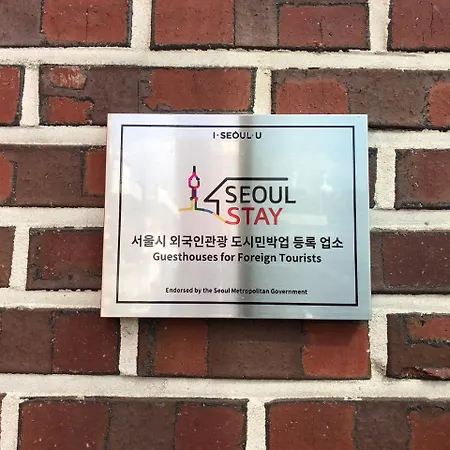 I·SEOUL·U
SEOUL
STAY
서울시 외국인관광 도시민박업 등록 업소
Guesthouses for Foreign Tourists
Endorsed by the Seoul Metropolitan Government